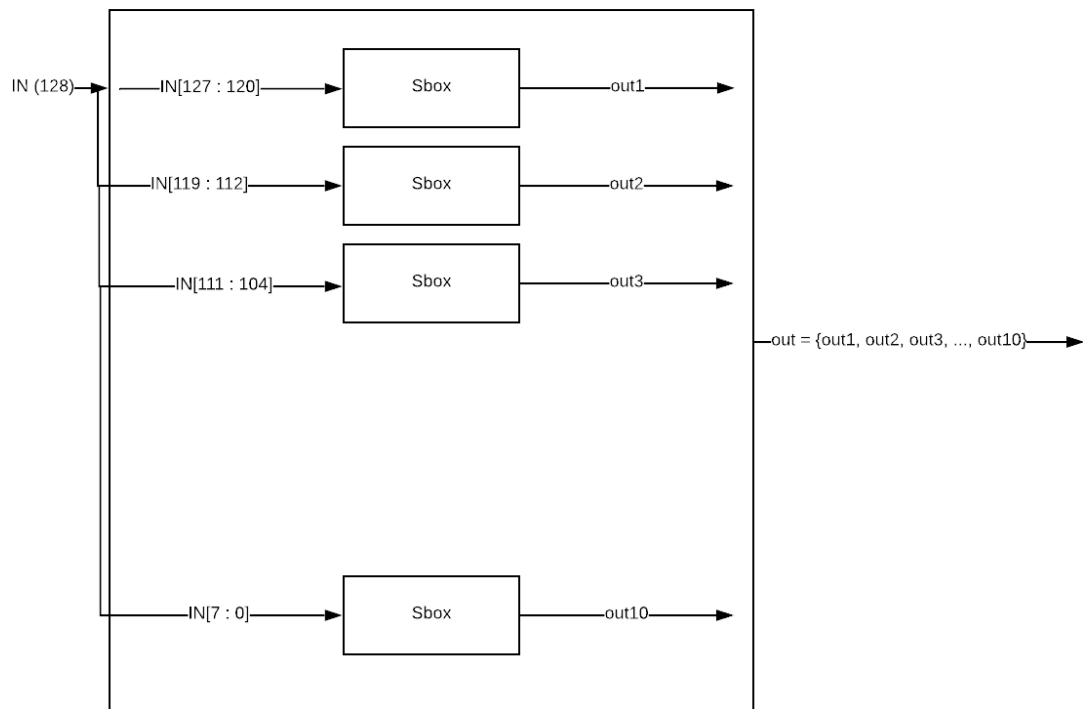 IN (128)
IN[127 : 120]
Sbox
out1
IN[119 : 112]
Sbox
out2
IN[111 : 104]
Sbox
out3
out = {out1, out2, out3, ..., out10}
IN[7 : 0]
Sbox
out10